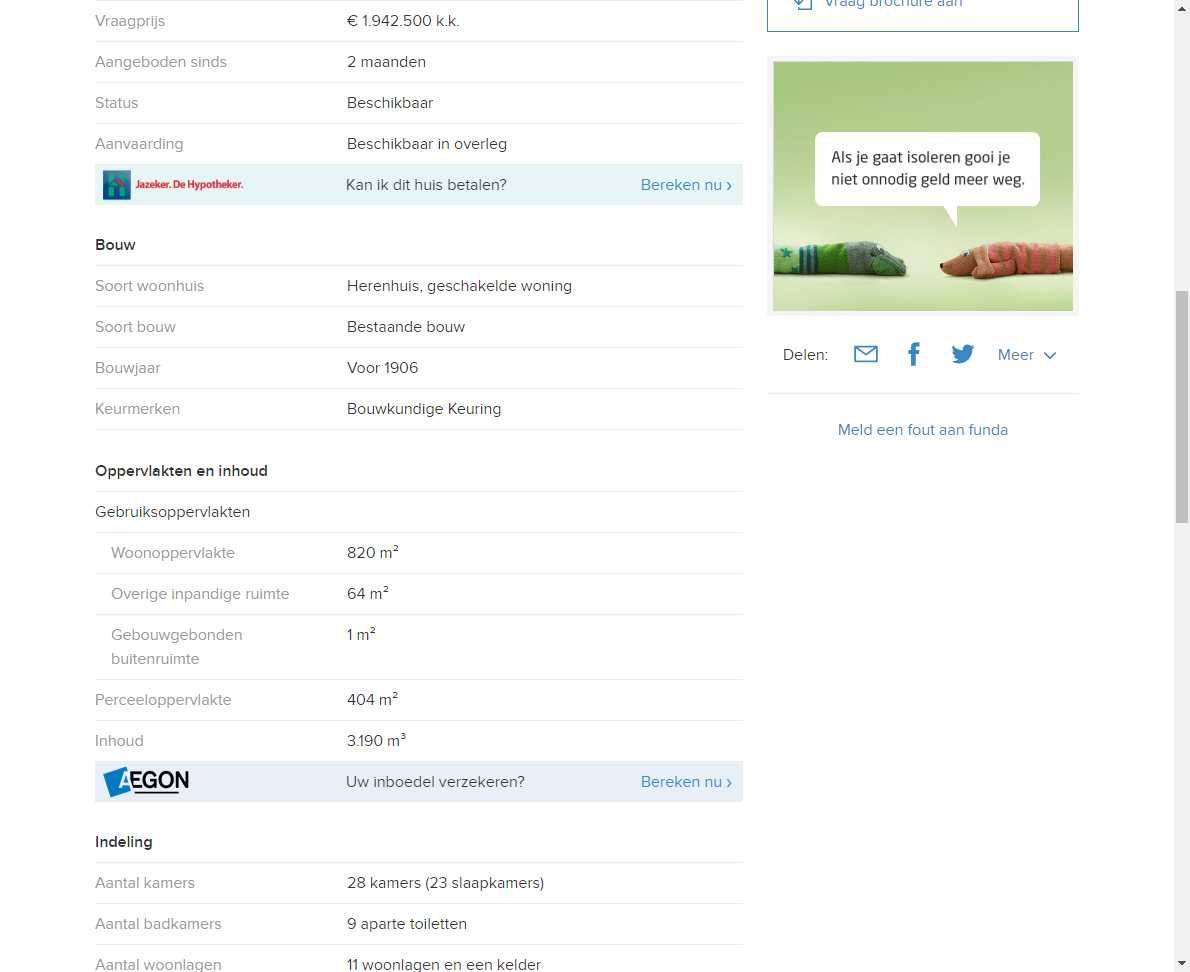 Vraagprijs € 1.942.500 k.k.
Aangeboden sinds 2 maanden
Status Beschikbaar
Aanvaarding Beschikbaar in overleg
Jazeker. De Hypotheker. Kan ik dit huis betalen? Bereken nu ›
Bouw
Soort woonhuis Herenhuis, geschakelde woning
Soort bouw Bestaande bouw
Bouwjaar Voor 1906
Keurmerken Bouwkundige Keuring
Oppervlakten en inhoud
Gebruiksoppervlakten
Woonoppervlakte 820 m²
Overige inpandige ruimte 64 m²
Gebouwgebonden 1 m²
buitenruimte
Perceeloppervlakte 404 m²
Inhoud 3.190 m³
AEGON Uw inboedel verzekeren? Bereken nu ›
Indeling
Aantal kamers 28 kamers (23 slaapkamers)
Aantal badkamers 9 aparte toiletten
Aantal woonlagen 11 woonlagen en een kelder
Vraag brochure aan
Als je gaat isoleren gooi je
niet onnodig geld meer weg.
Delen: Meer
Meld een fout aan funda